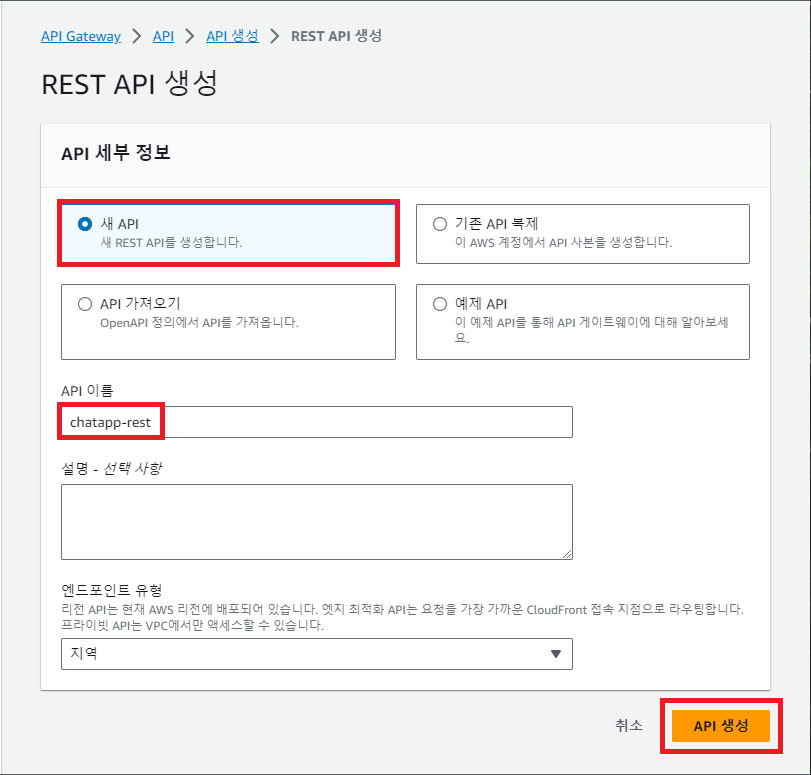 API Gateway > API > API 생성 > REST API 생성
REST API 생성
API 세부 정보
새 API
새 REST API를 생성합니다.
기존 API 복제
이 AWS 계정에서 API 사본을 생성합니다.
API 가져오기
OpenAPI 정의에서 API를 가져옵니다.
예제 API
이 예제 API를 통해 API 게이트웨이에 대해 알아보세
요.
API 이름
chatapp-rest
설명 - 선택 사항
엔드포인트 유형
리전 API는 현재 AWS 리전에 배포되어 있습니다. 엣지 최적화 API는 요청을 가장 가까운 CloudFront 접속 지점으로 라우팅합니다.
프라이빗 API는 VPC에서만 액세스할 수 있습니다.
지역
취소
API 생성